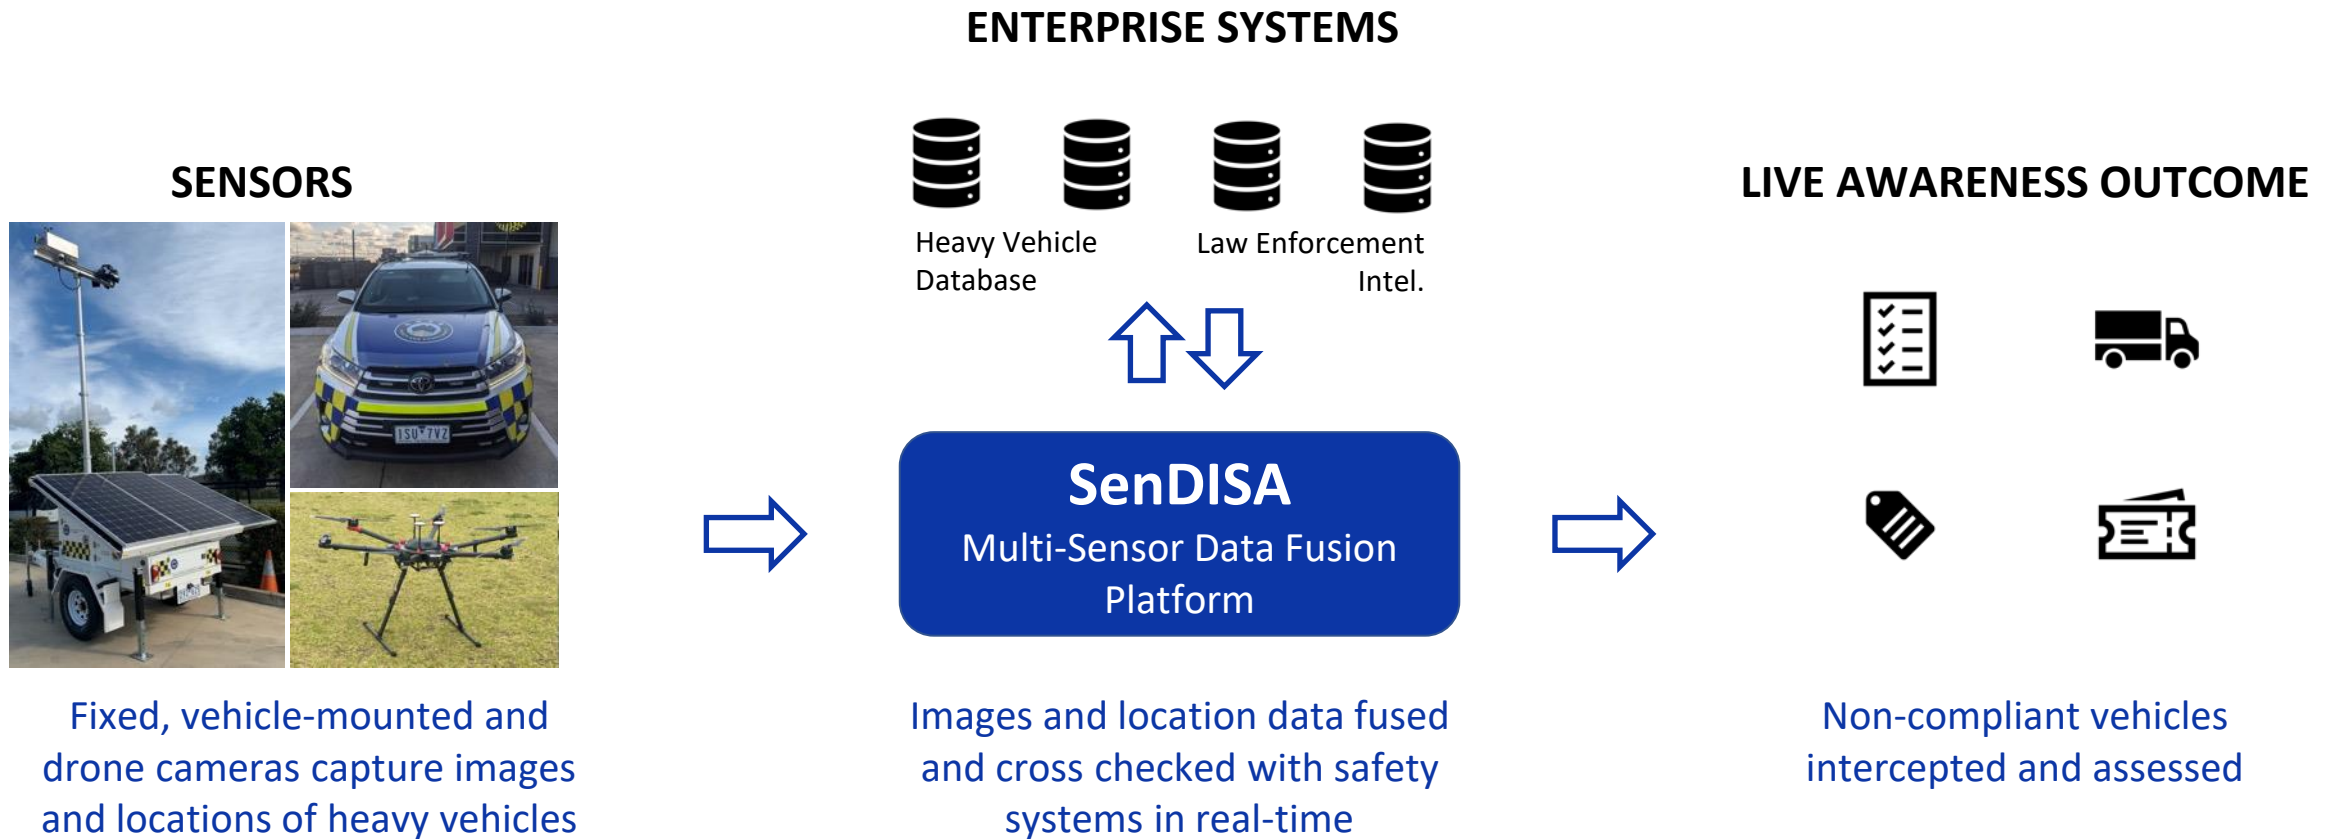 ENTERPRISE SYSTEMS
SENSORS
LIVE AWARENESS OUTCOME
Heavy Vehicle
Database
Law Enforcement
Intel.
1SU 7VZ
SenDISA
Multi-Sensor Data Fusion
Platform
Fixed, vehicle-mounted and
drone cameras capture images
and locations of heavy vehicles
Images and location data fused
and cross checked with safety
systems in real-time
Non-compliant vehicles
intercepted and assessed